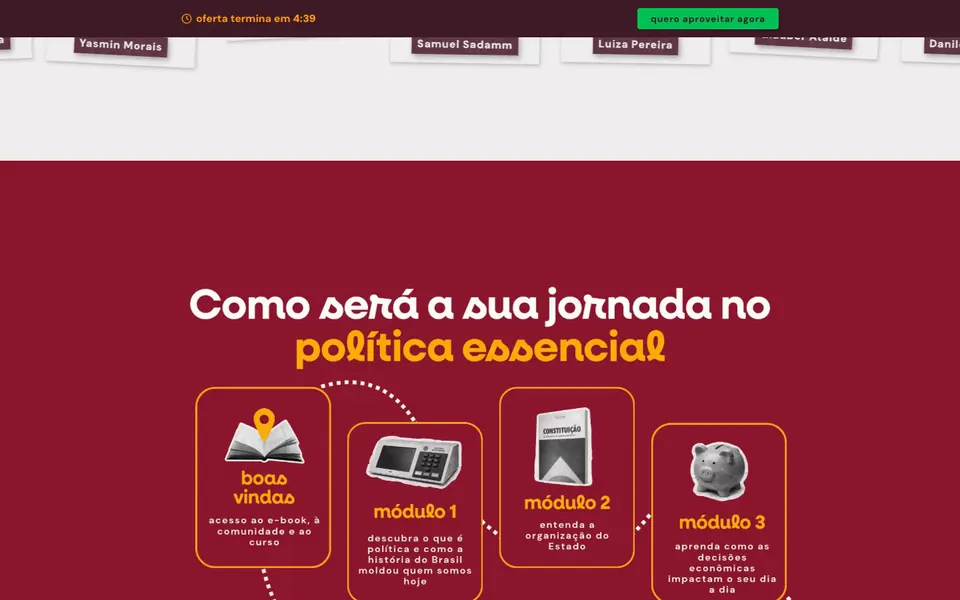 oferta termina em 4:39
quero aproveitar agora
Yasmin Morais
Samuel Sadamm
Luiza Pereira
Ataíde
Danil
Como será a sua jornada no
política essencial
boas
vindas
acesso ao e-book, à
comunidade e ao
curso
módulo 1
descubra o que é
política e como a
história do Brasil
moldou quem somos
hoje
CONSTITUIÇÃO
módulo 2
entenda a
organização do
Estado
módulo 3
aprenda como as
decisões
econômicas
impactam o seu dia
a dia